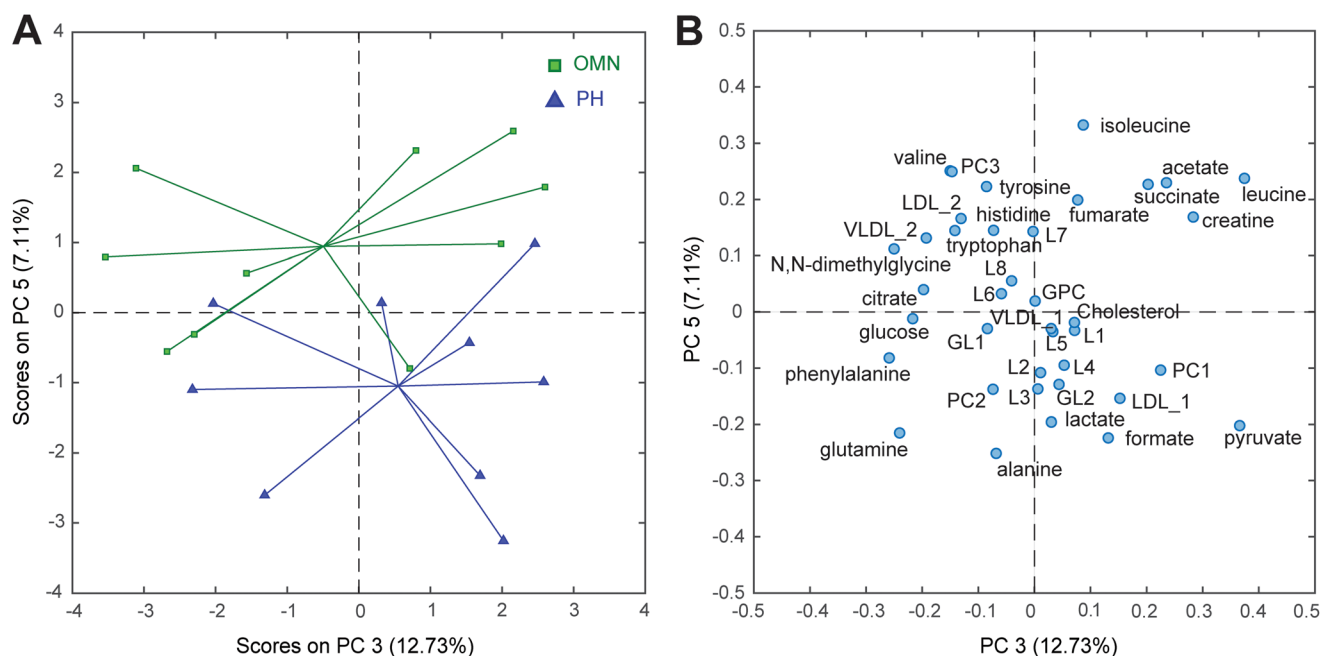 A
Scores on PC 5 (7.11%)
4
3
2
1
0
-1
-2
-3
-4
-4
-3
-2
-1
0
1
2
3
4
Scores on PC 3 (12.73%)
OMN
PH
B
PC 5 (7.11%)
0.5
0.4
0.3
0.2
0.1
0
-0.1
-0.2
-0.3
-0.4
-0.5
-0.5
-0.4
-0.3
-0.2
-0.1
0
0.1
0.2
0.3
0.4
0.5
PC 3 (12.73%)
isoleucine
valine
PC3
acetate
tyrosine
succinate
leucine
LDL_2
histidine
fumarate
creatine
VLDL_2
tryptophan
L7
N,N-dimethylglycine
L8
citrate
L6
GPC
glucose
VLDL_1
Cholesterol
GL1
L5
L1
phenylalanine
L2
L4
PC1
PC2
L3
GL2
LDL_1
lactate
glutamine
formate
pyruvate
alanine